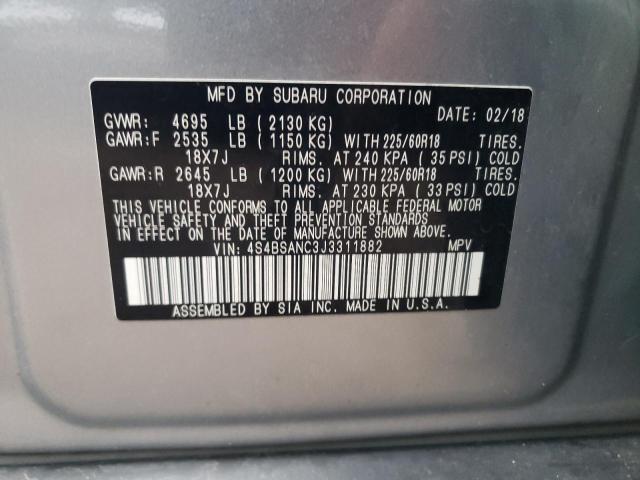 MFD BY SUBARU CORPORATION
GVWR: 4695 LB ( 2130 KG) DATE: 02/18
GAWR:F 2535 LB ( 1150 KG) WITH 225/60R18 TIRES.
18X7J RIMS. AT 240 KPA ( 35 PSI) COLD
GAWR:R 2645 LB ( 1200 KG) WITH 225/60R18 TIRES.
18X7J RIMS. AT 230 KPA ( 33 PSI) COLD
THIS VEHICLE CONFORMS TO ALL APPLICABLE FEDERAL MOTOR
VEHICLE SAFETY AND THEFT PREVENTION STANDARDS
IN EFFECT ON THE DATE OF MANUFACTURE SHOWN ABOVE.
VIN: 4S4BSANC3J3311882 MPV
ASSEMBLED BY SIA INC. MADE IN U.S.A.